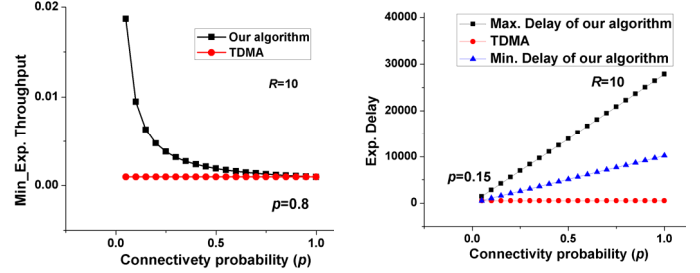 0.02
0.01
0.00
Min_Exp. Throughput
Our algorithm
TDMA
R=10
p=0.8
0.0
0.5
1.0
Connectivety probability (p)
40000
30000
20000
10000
0
Exp. Delay
Max. Delay of our algorithm
TDMA
Min. Delay of our algorithm
R=10
p=0.15
0.0
0.5
1.0
Connectivity probability (p)